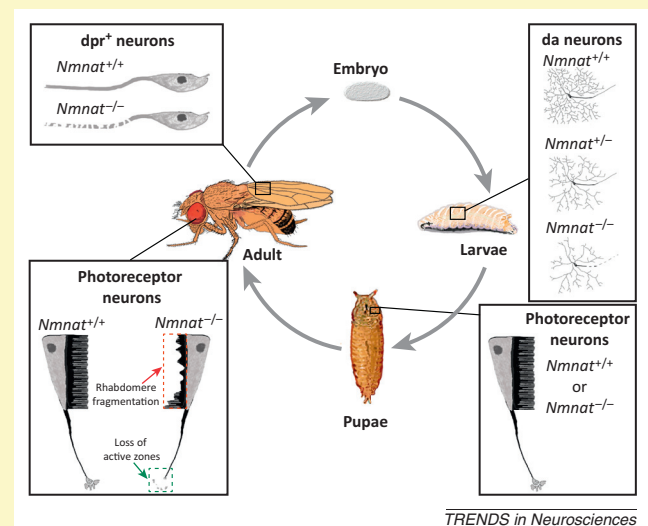 dpr⁺ neurons
Nmnat⁺/⁺
Nmnat⁻/⁻
Embryo
da neurons
Nmnat⁺/⁺
Nmnat⁺/⁻
Nmnat⁻/⁻
Larvae
Adult
Photoreceptor
neurons
Nmnat⁺/⁺
Nmnat⁻/⁻
Rhabdomere
fragmentation
Loss of
active zones
Pupae
Photoreceptor
neurons
Nmnat⁺/⁺
or
Nmnat⁻/⁻
TRENDS in Neurosciences